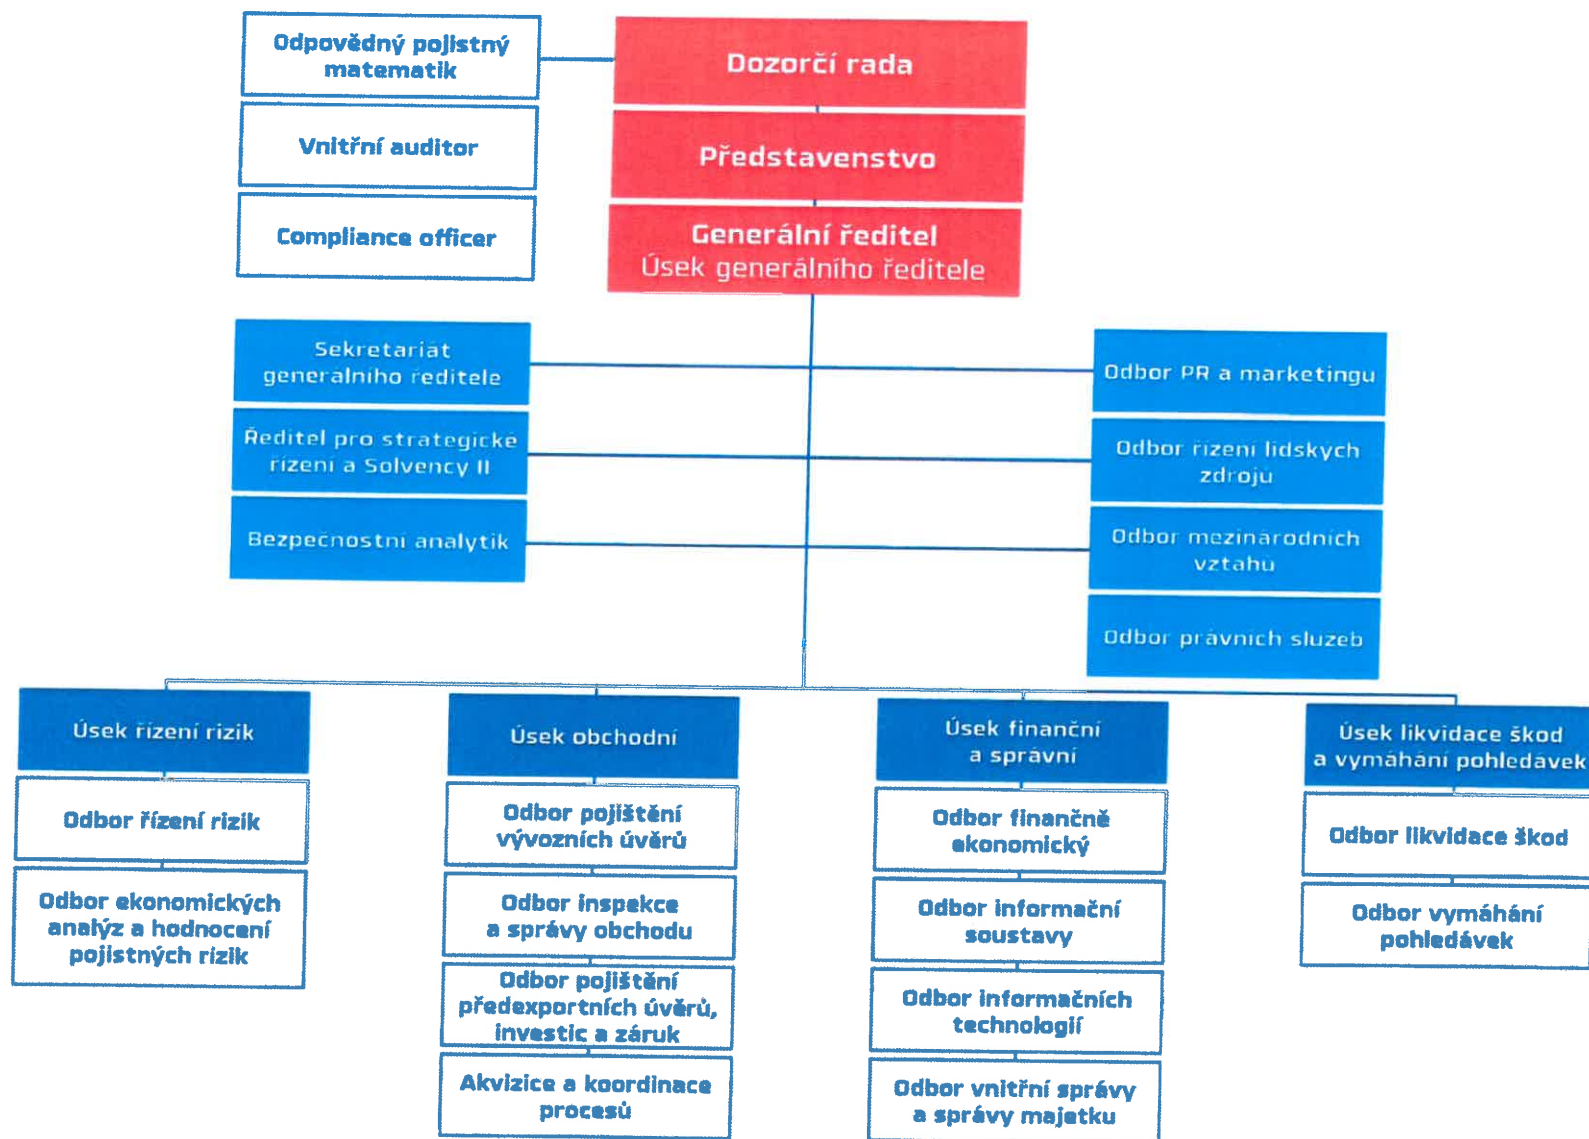 Odpovědný pojistný
matematik
Vnitřní auditor
Compliance officer
Dozorčí rada
Představenstvo
Generální ředitel
Úsek generálního ředitele
Sekretariát
generálního ředitele
Ředitel pro strategické
řízení a Solvency II
Bezpečnostní analytik
Odbor PR a marketingu
Odbor řízení lidských
zdrojů
Odbor mezinárodních
vztahů
Odbor právních služeb
Úsek řízení rizik
Odbor řízení rizik
Odbor ekonomických
analýz a hodnocení
pojistných rizik
Úsek obchodní
Odbor pojištění
vývozních úvěrů
Odbor inspekce
a správy obchodu
Odbor pojištění
předexportních úvěrů,
investic a záruk
Akvizice a koordinace
procesů
Úsek finanční
a správní
Odbor finančně
ekonomický
Odbor informační
soustavy
Odbor informačních
technologií
Odbor vnitřní správy
a správy majetku
Úsek likvidace škod
a vymáhání pohledávek
Odbor likvidace škod
Odbor vymáhání
pohledávek